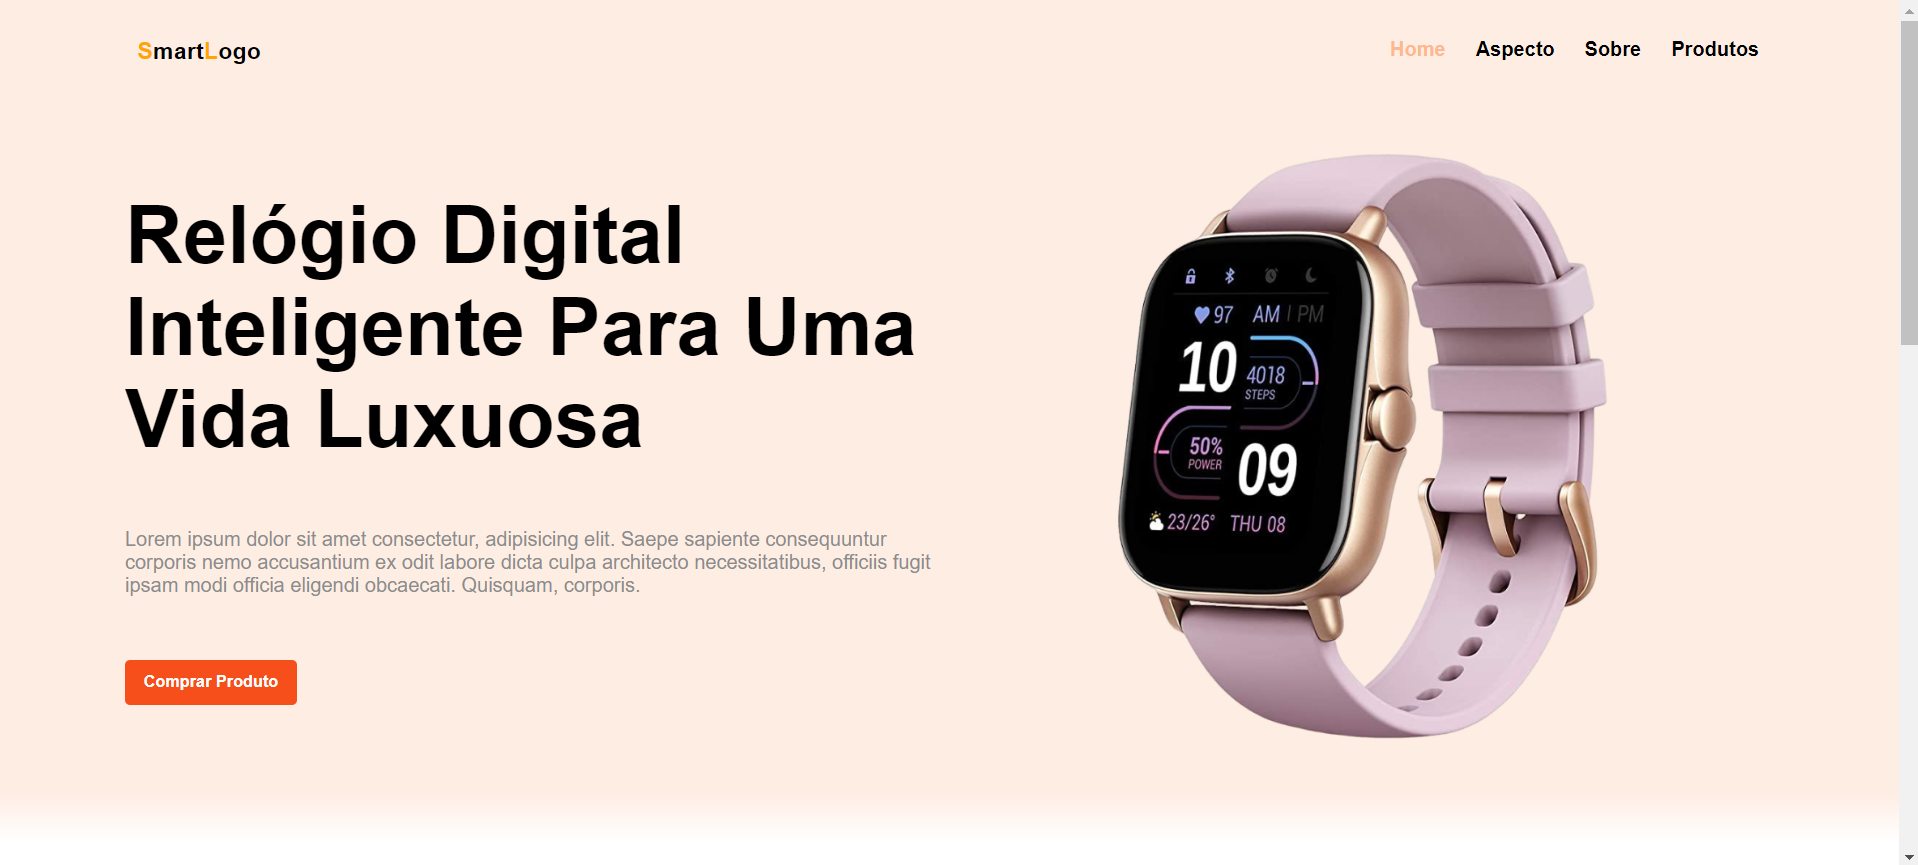 SmartLogo
Home Aspecto Sobre Produtos
Relógio Digital
Inteligente Para Uma
Vida Luxuosa
Lorem ipsum dolor sit amet consectetur, adipisicing elit. Saepe sapiente consequuntur
corporis nemo accusantium ex odit labore dicta culpa architecto necessitatibus, officiis fugit
ipsam modi officia eligendi obcaecati. Quisquam, corporis.
Comprar Produto
97 AM | PM
10 4018
STEPS
50%
POWER
09
23/26° THU 08